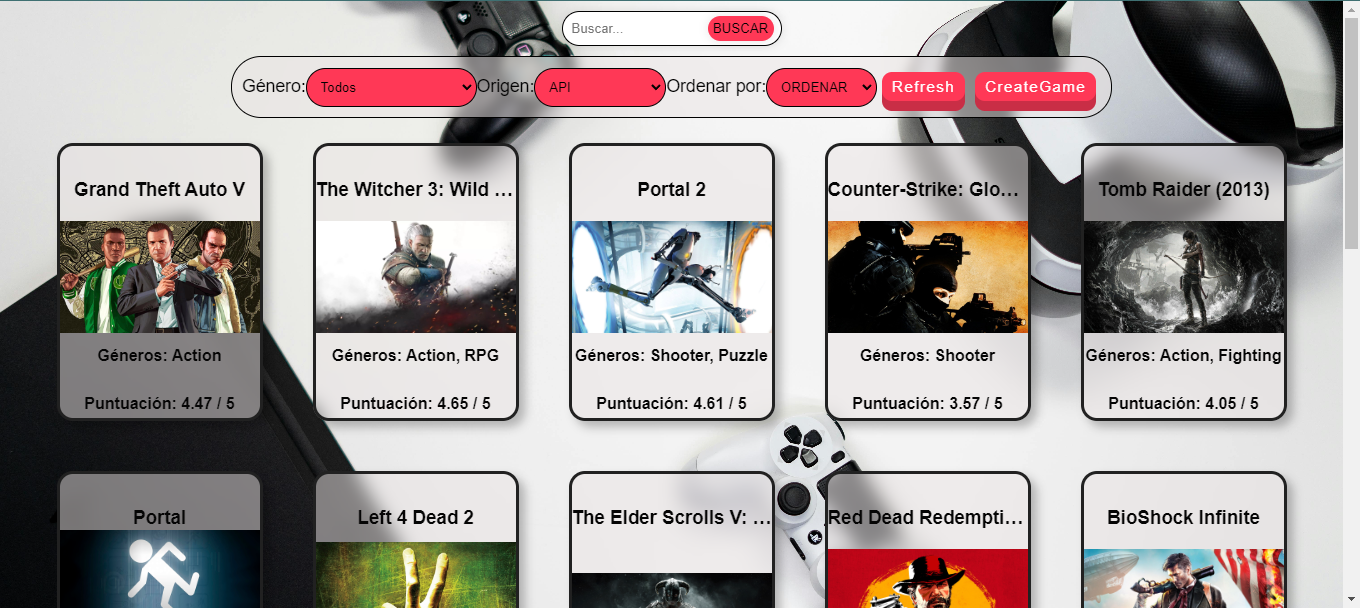 Buscar... BUSCAR
Género: Todos Origen: API Ordenar por: ORDENAR Refresh CreateGame
Grand Theft Auto V The Witcher 3: Wild ... Portal 2 Counter-Strike: Glo... Tomb Raider (2013)
Géneros: Action Géneros: Action, RPG Géneros: Shooter, Puzzle Géneros: Shooter Géneros: Action, Fighting
Puntuación: 4.47 / 5 Puntuación: 4.65 / 5 Puntuación: 4.61 / 5 Puntuación: 3.57 / 5 Puntuación: 4.05 / 5
Portal Left 4 Dead 2 The Elder Scrolls V: ... Red Dead Redempti... BioShock Infinite